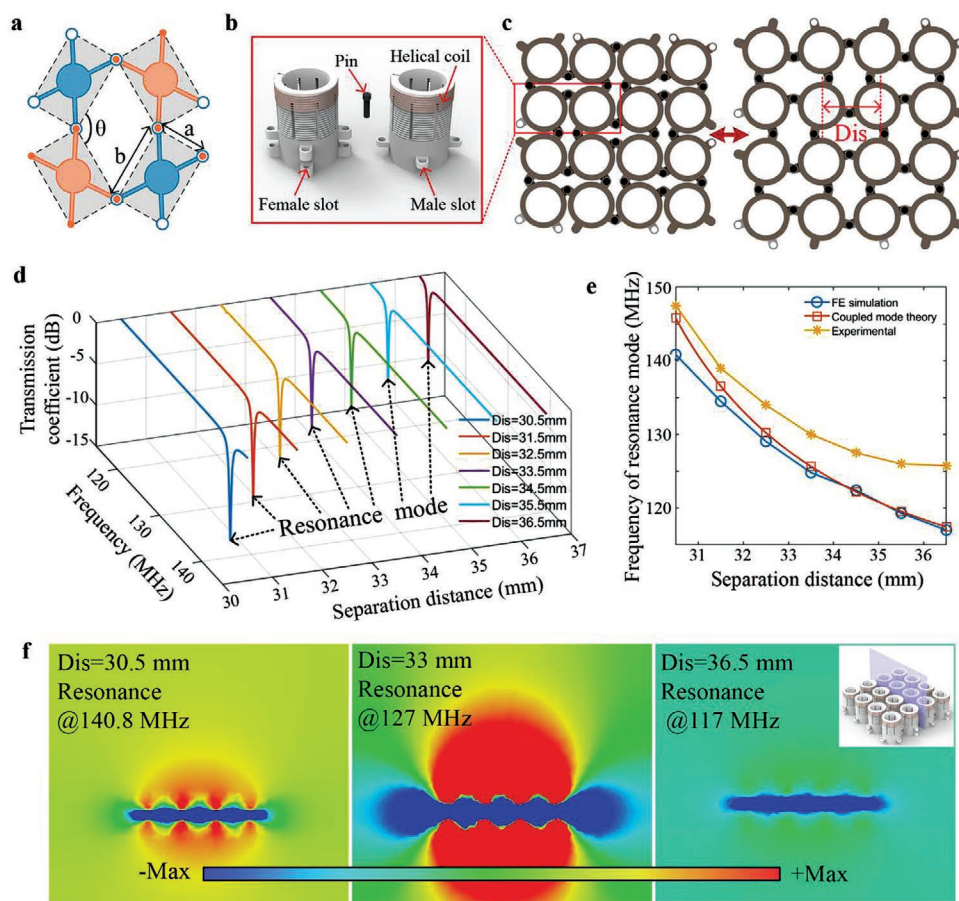 a
θ
b
a
b
Pin
Helical coil
Female slot
Male slot
c
Dis
d
Transmission
coefficient (dB)
0
-5
-10
-15
120
130
140
Frequency (MHz)
30
31
32
33
34
35
36
37
Separation distance (mm)
Resonance mode
Dis=30.5mm
Dis=31.5mm
Dis=32.5mm
Dis=33.5mm
Dis=34.5mm
Dis=35.5mm
Dis=36.5mm
e
Frequency of resonance mode (MHz)
150
140
130
120
31
32
33
34
35
36
Separation distance (mm)
FE simulation
Coupled mode theory
Experimental
f
Dis=30.5 mm
Resonance
@140.8 MHz
Dis=33 mm
Resonance
@127 MHz
Dis=36.5 mm
Resonance
@117 MHz
-Max
+Max